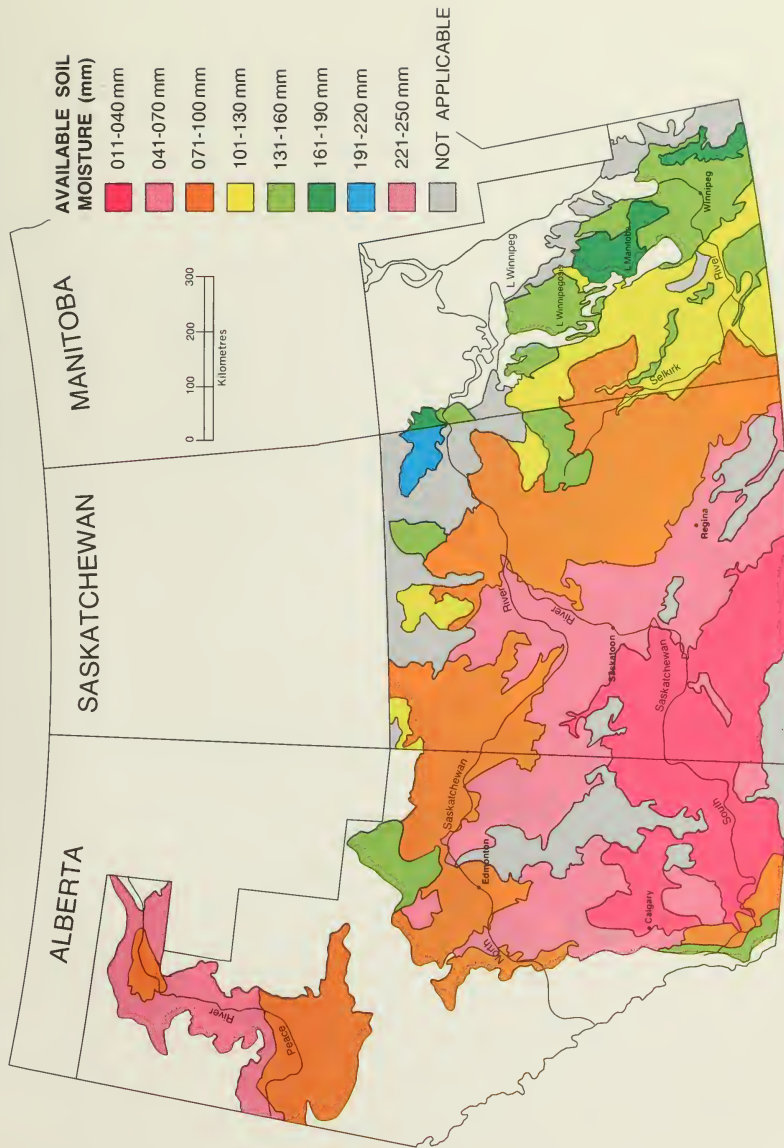 ALBERTA
SASKATCHEWAN
MANITOBA
AVAILABLE SOIL
MOISTURE (mm)
011-040 mm
041-070 mm
071-100 mm
101-130 mm
131-160 mm
161-190 mm
191-220 mm
221-250 mm
NOT APPLICABLE
0 100 200 300
Kilometres
Peace
River
North
Saskatchewan
River
Edmonton
Calgary
South
Saskatchewan
River
Saskatoon
Regina
Selkirk
River
L Winnipeg
L Winnipegosis
L Manitoba
Winnipeg